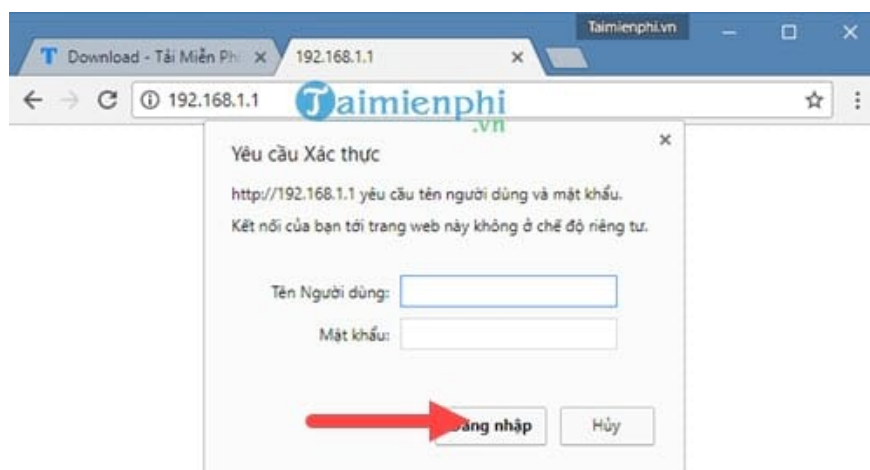 Taimienphi.vn
Download - Tải Miễn Ph
192.168.1.1
192.168.1.1
Taimienphi
.vn
Yêu cầu Xác thực
http://192.168.1.1 yêu cầu tên người dùng và mật khẩu.
Kết nối của bạn tới trang web này không ở chế độ riêng tư.
Tên Người dùng:
Mật khẩu:
Đăng nhập
Hủy